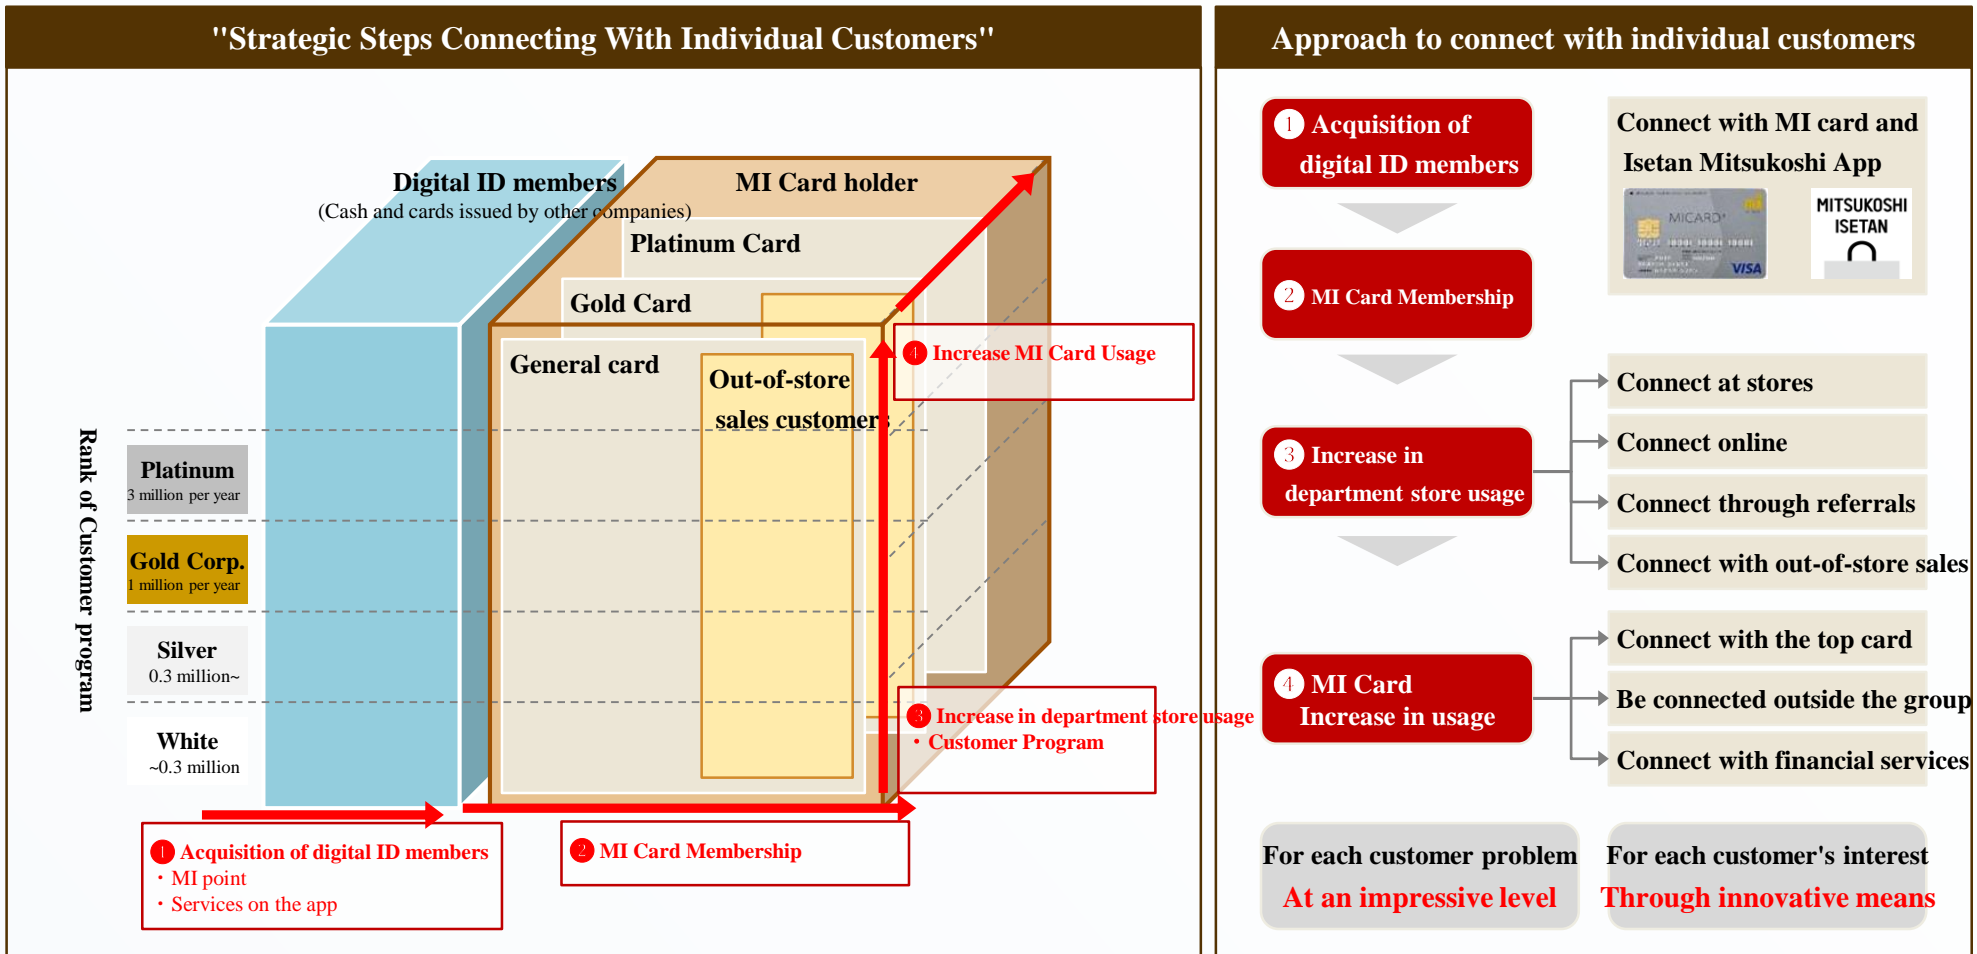 "Strategic Steps Connecting With Individual Customers"
Digital ID members
(Cash and cards issued by other companies)
MI Card holder
Platinum Card
Gold Card
General card
Out-of-store
sales customers
❹ Increase MI Card Usage
Rank of Customer program
Platinum
3 million per year
Gold Corp.
1 million per year
Silver
0.3 million~
White
~0.3 million
❸ Increase in department store usage
・Customer Program
❶ Acquisition of digital ID members
・MI point
・Services on the app
❷ MI Card Membership
Approach to connect with individual customers
① Acquisition of
digital ID members
Connect with MI card and
Isetan Mitsukoshi App
MICARD+
VISA
MITSUKOSHI
ISETAN
② MI Card Membership
③ Increase in
department store usage
Connect at stores
Connect online
Connect through referrals
Connect with out-of-store sales
④ MI Card
Increase in usage
Connect with the top card
Be connected outside the group
Connect with financial services
For each customer problem
At an impressive level
For each customer's interest
Through innovative means